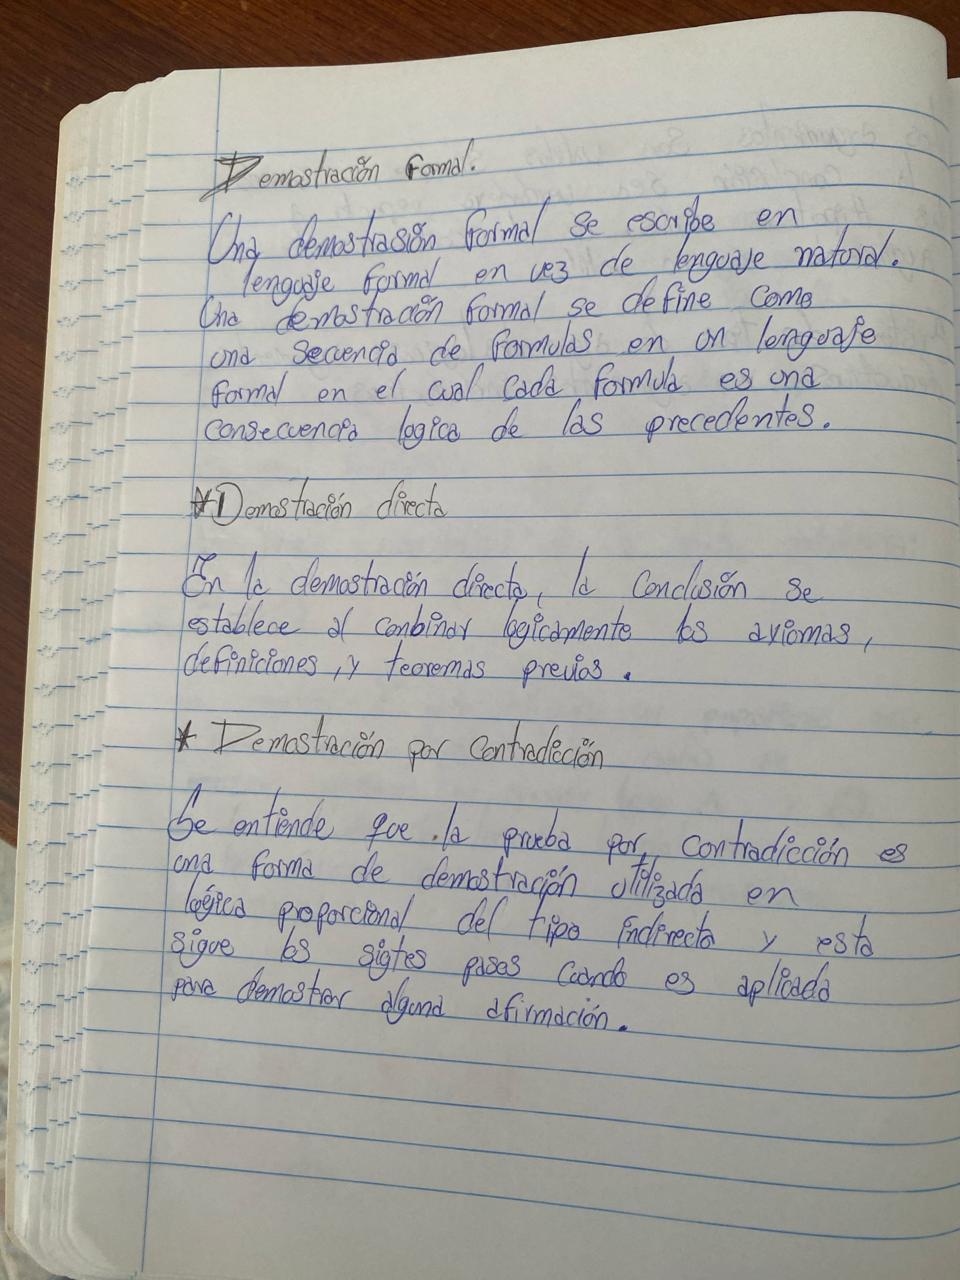 Demostración formal.
Una demostrasión formal se escribe en
lenguaje formal en vez de lenguaje natural.
Una demostración formal se define como
una secuencia de formulas en un lenguaje
formal en el cual cada formula es una
consecuencia logica de las precedentes.
* Demostración directa
En la demostración directa, la conclusión se
establece al conbinar logicamente los axiomas,
definiciones, y teoremas previos.
* Demostración por Contradicción
Se entiende que la prueba por contradicción es
una forma de demostración utilizada en
lógica proporcional del tipo indirecta y esta
sigue los sigtes pasos cuando es aplicada
para demostrar alguna afirmación.